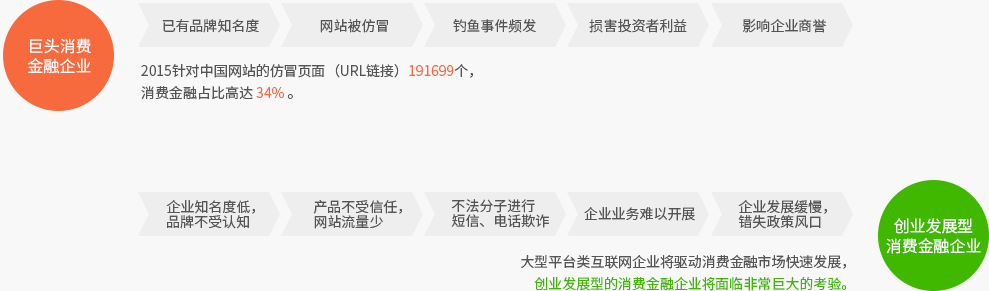 巨头消费
金融企业
已有品牌知名度
网站被仿冒
钓鱼事件频发
损害投资者利益
影响企业商誉
2015针对中国网站的仿冒页面（URL链接）191699个，
消费金融占比高达 34% 。
企业知名度低，
品牌不受认知
产品不受信任，
网站流量少
不法分子进行
短信、电话欺诈
企业业务难以开展
企业发展缓慢，
错失政策风口
创业发展型
消费金融企业
大型平台类互联网企业将驱动消费金融市场快速发展，
创业发展型的消费金融企业将面临非常巨大的考验。